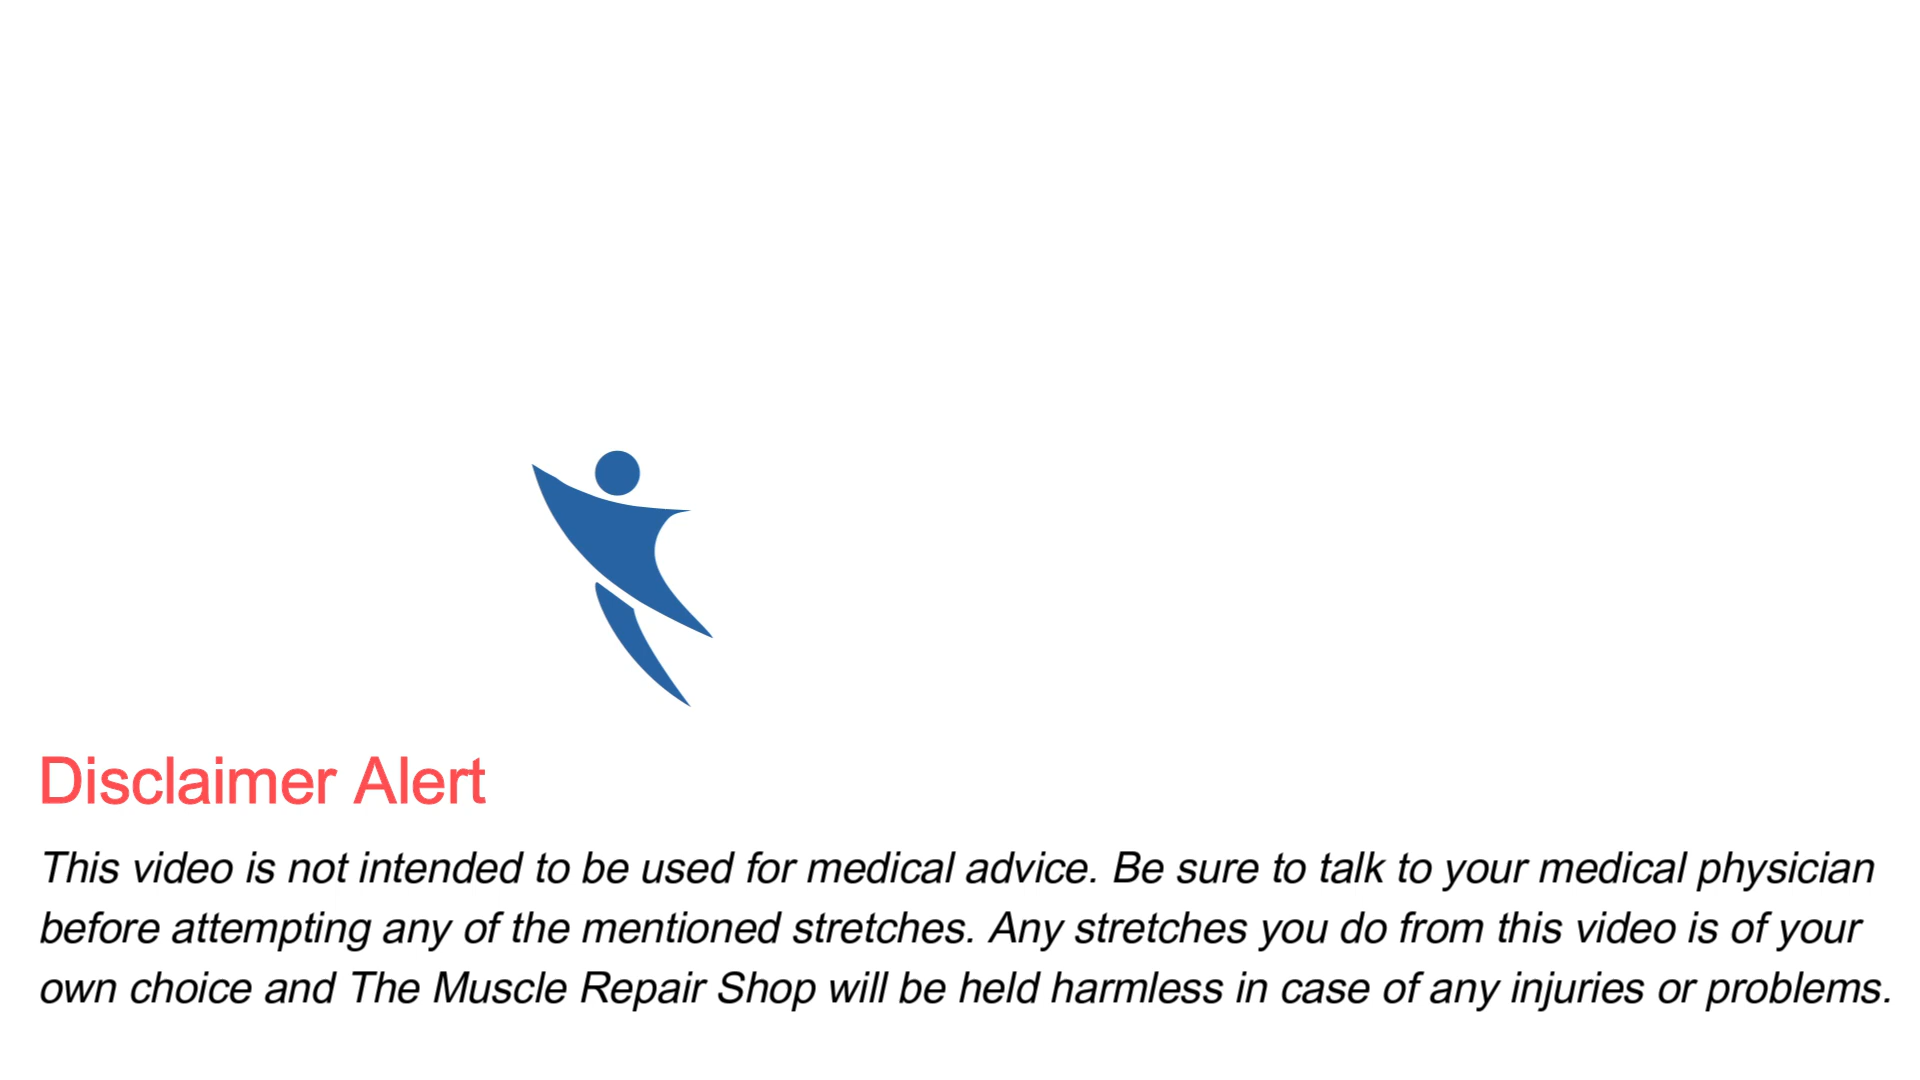 Disclaimer Alert
This video is not intended to be used for medical advice. Be sure to talk to your medical physician
before attempting any of the mentioned stretches. Any stretches you do from this video is of your
own choice and The Muscle Repair Shop will be held harmless in case of any injuries or problems.